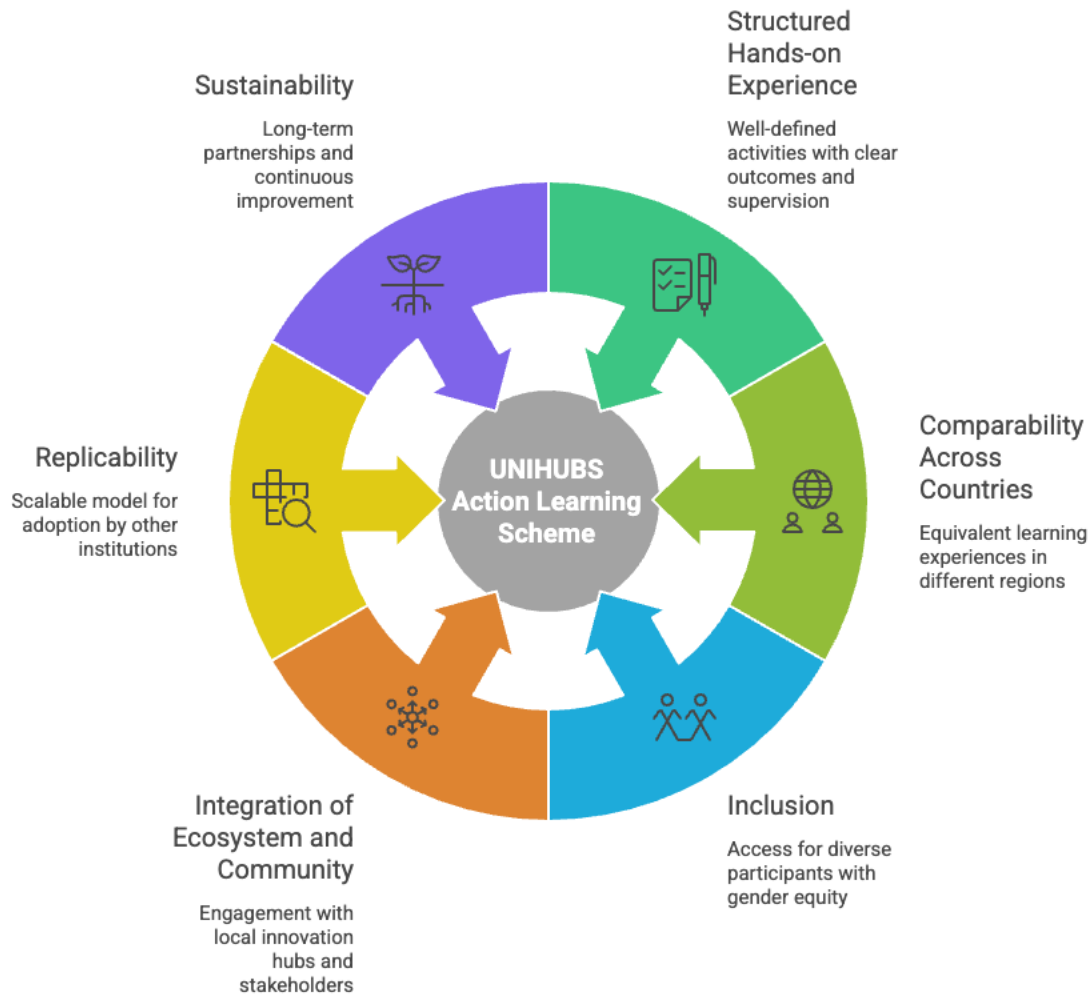 Structured
Hands-on
Experience
Well-defined
activities with clear
outcomes and
supervision
Sustainability
Long-term
partnerships and
continuous
improvement
Comparability
Across
Countries
Equivalent learning
experiences in
different regions
Replicability
Scalable model for
adoption by other
institutions
UNIHUBS
Action Learning
Scheme
Inclusion
Access for diverse
participants with
gender equity
Integration of
Ecosystem and
Community
Engagement with
local innovation
hubs and
stakeholders